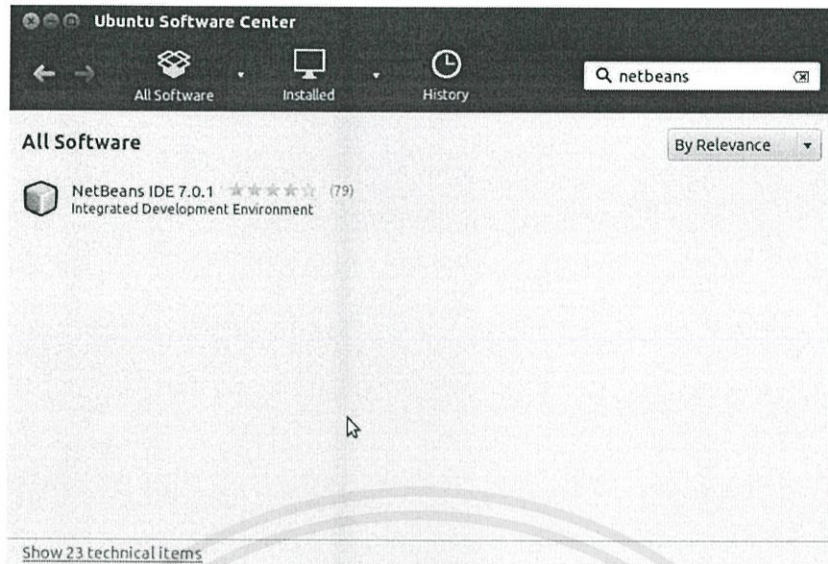 Ubuntu Software Center
All Software
Installed
History
netbeans
All Software
By Relevance
NetBeans IDE 7.0.1 (79)
Integrated Development Environment
Show 23 technical items